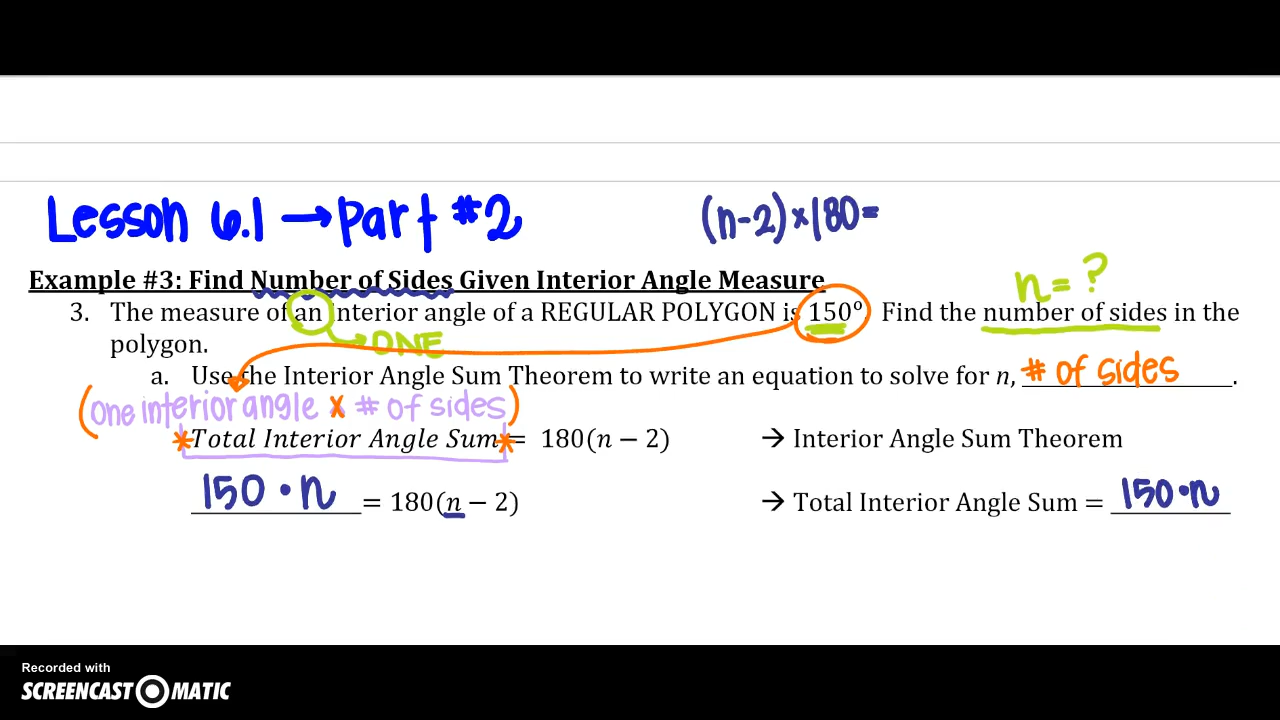 Lesson 6.1 → Part #2
(n-2)×180=
Example #3: Find Number of Sides Given Interior Angle Measure
n = ?
3. The measure of an interior angle of a REGULAR POLYGON is 150°. Find the number of sides in the
polygon.
ONE
a. Use the Interior Angle Sum Theorem to write an equation to solve for n, # of sides.
(one interior angle x # of sides)
*Total Interior Angle Sum* = 180(n − 2) → Interior Angle Sum Theorem
150 · n = 180(n − 2) → Total Interior Angle Sum = 150·n
Recorded with
SCREENCAST MATIC